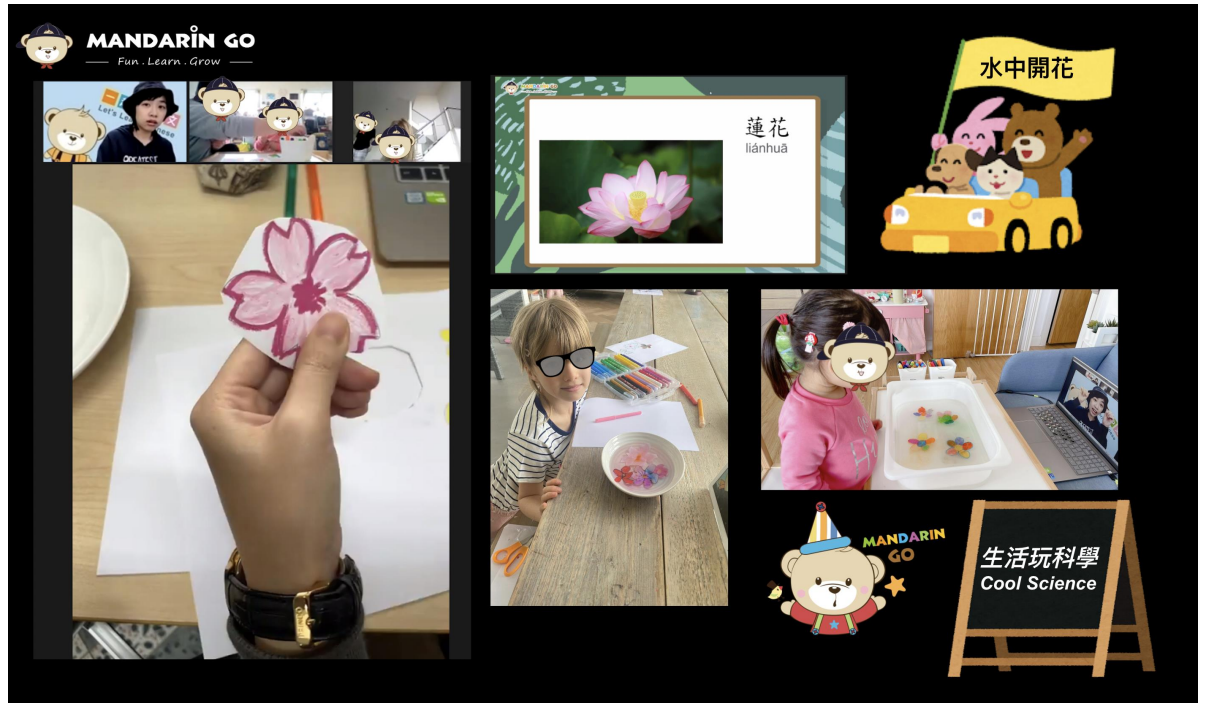 MANDARIN GO
Fun . Learn . Grow
水中開花
蓮花
liánhuā
MANDARIN
GO
生活玩科學
Cool Science